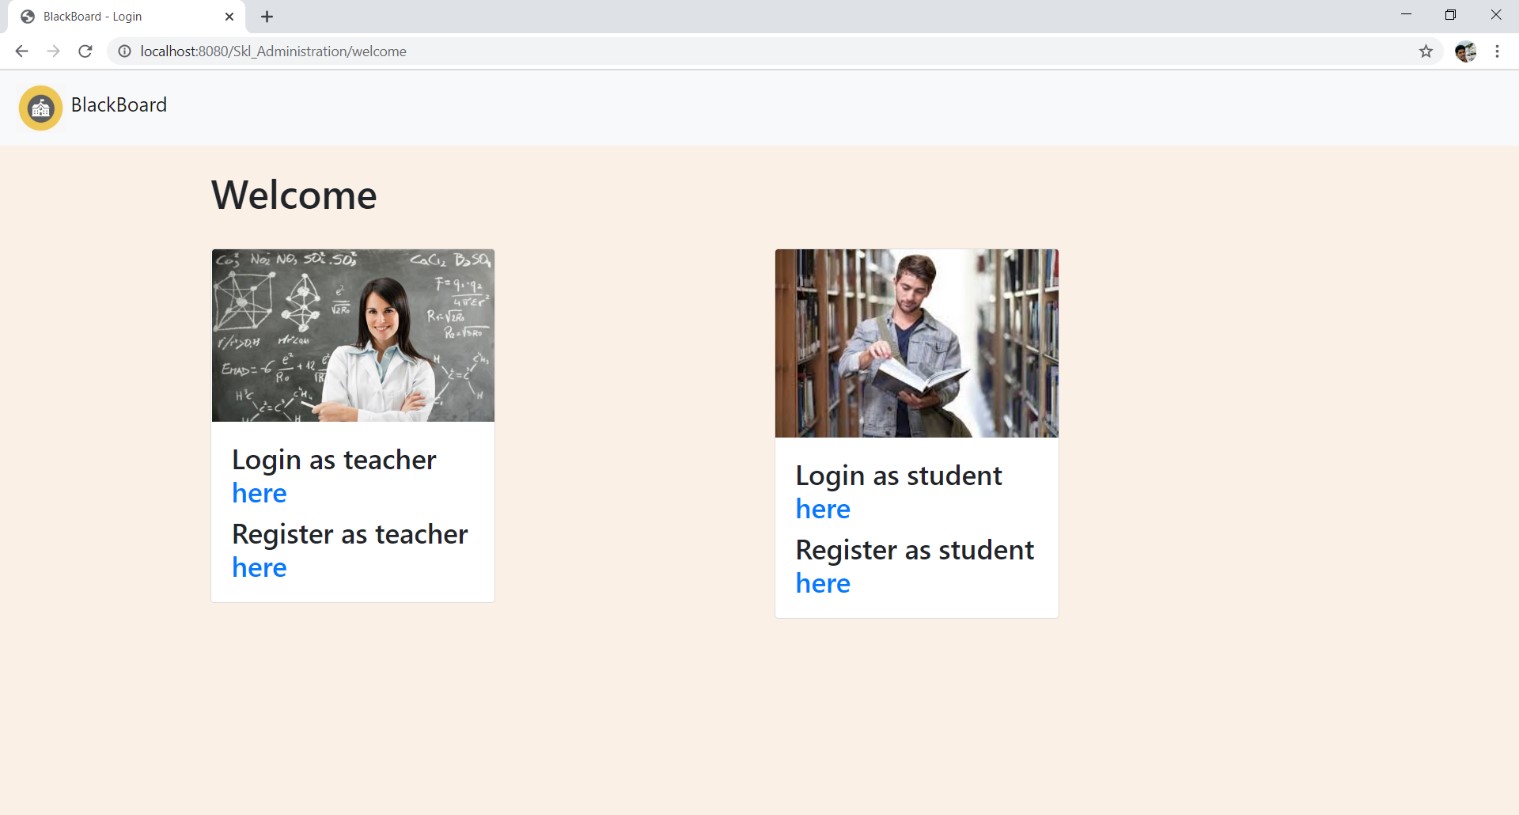 BlackBoard - Login
localhost:8080/Skl_Administration/welcome
BlackBoard
Welcome
Login as teacher
here
Register as teacher
here
Login as student
here
Register as student
here